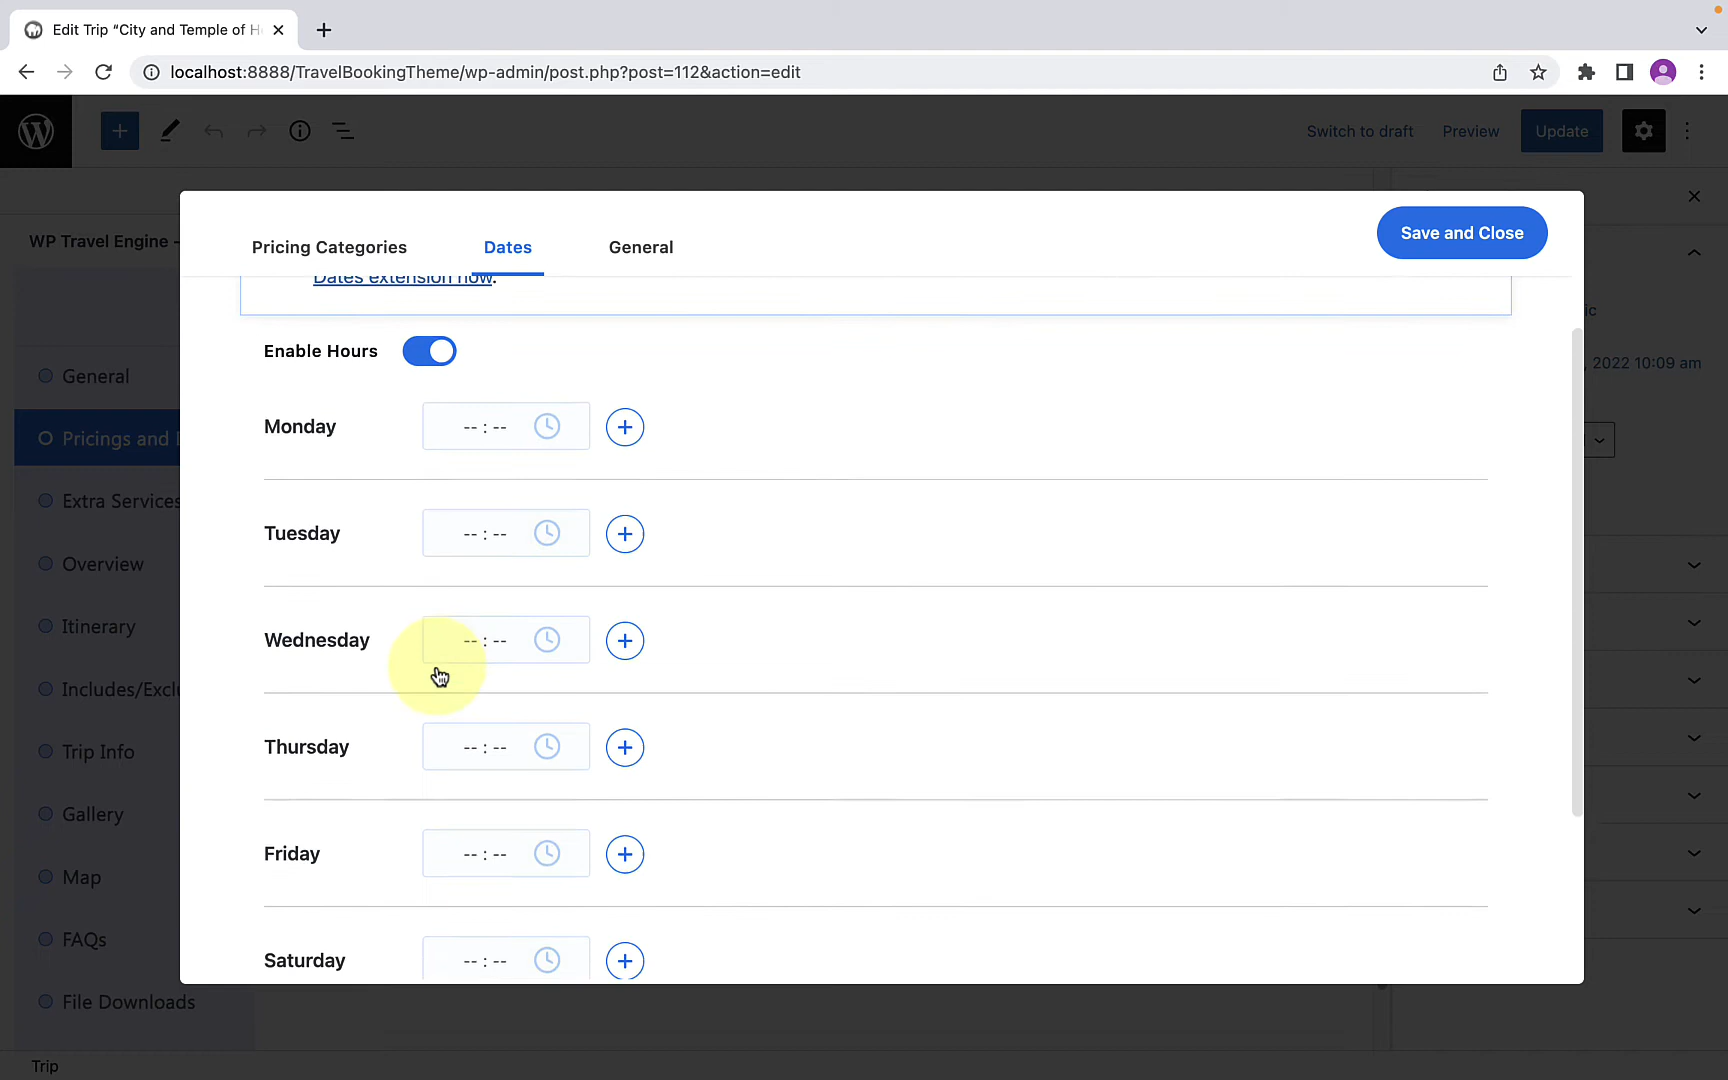 Edit Trip “City and Temple of H
localhost:8888/TravelBookingTheme/wp-admin/post.php?post=112&action=edit
Switch to draft
Preview
Update
WP Travel Engine -
Pricing Categories
Dates
General
Save and Close
Dates extension now.
ic
, 2022 10:09 am
Enable Hours
General
Pricings and
Extra Services
Overview
Itinerary
Includes/Exclu
Trip Info
Gallery
Map
FAQs
File Downloads
Monday -- : --
Tuesday -- : --
Wednesday -- : --
Thursday -- : --
Friday -- : --
Saturday -- : --
Trip